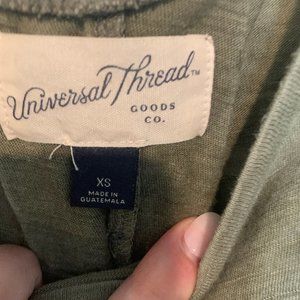 Universal Thread™
GOODS
CO.
XS
MADE IN
GUATEMALA